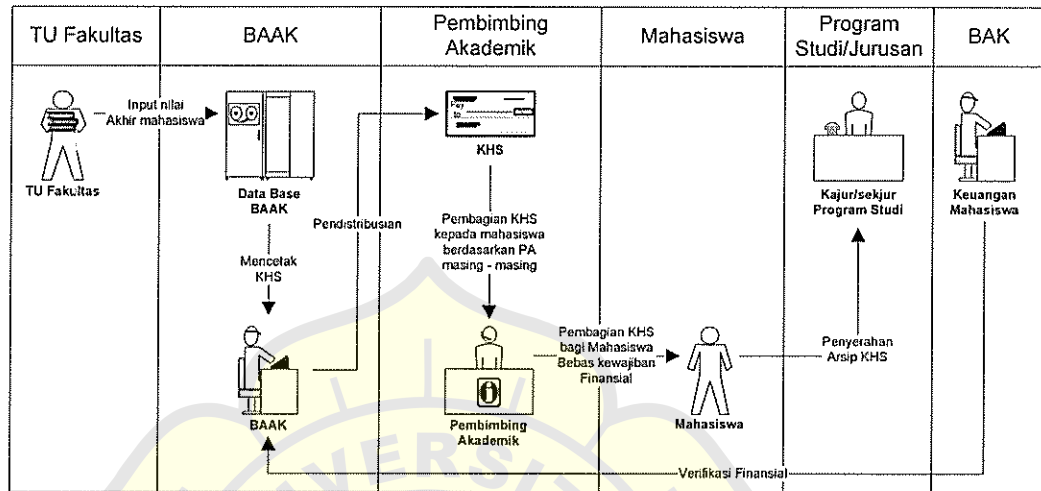 TU Fakultas
BAAK
Pembimbing
Akademik
Mahasiswa
Program
Studi/Jurusan
BAK
Input nilai
Akhir mahasiswa
TU Fakultas
Data Base
BAAK
Pendistribusian
Mencetak
KHS
BAAK
Pay
to
KHS
Pembagian KHS
kepada mahasiswa
berdasarkan PA
masing - masing
Pembimbing
Akademik
Pembagian KHS
bagi Mahasiswa
Bebas kewajiban
Finansial
Mahasiswa
Penyerahan
Arsip KHS
Kajur/sekjur
Program Studi
Keuangan
Mahasiswa
Verifikasi Finansial